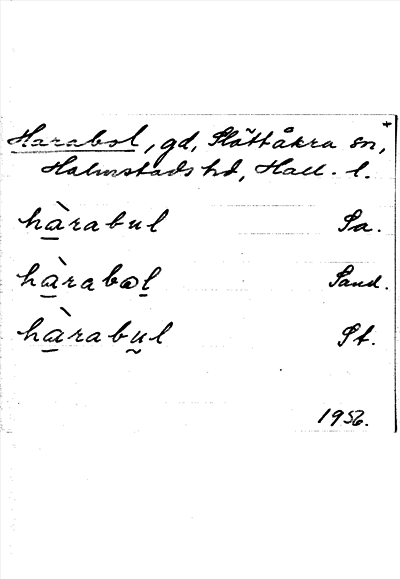 Harabol, gd, Slättåkra sn,
Halmstads hd, Hall. l.
hàrabul Sa.
hàrabol Sand.
hàrabul St.
1956.